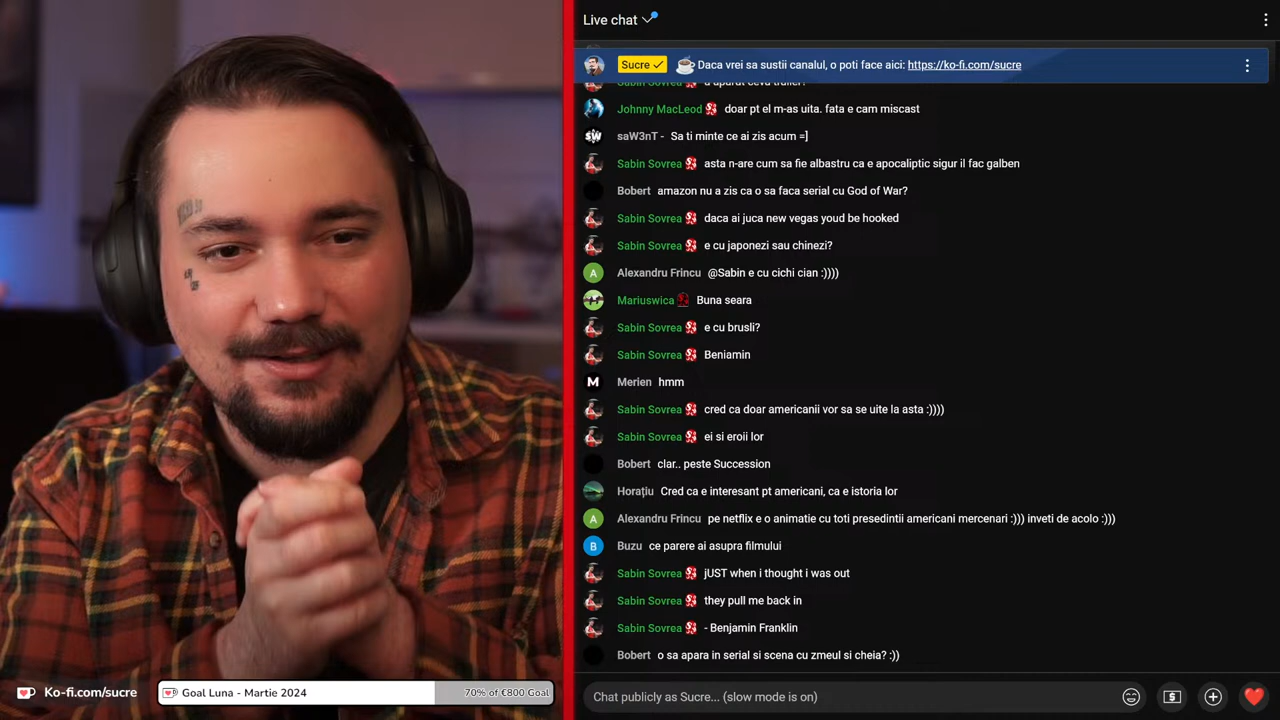 Live chat
Sucre Daca vrei sa sustii canalul, o poti face aici: https://ko-fi.com/sucre
Johnny MacLeod doar pt el m-as uita. fata e cam miscast
saW3nT - Sa ti minte ce ai zis acum =]
Sabin Sovrea asta n-are cum sa fie albastru ca e apocaliptic sigur il fac galben
Bobert amazon nu a zis ca o sa faca serial cu God of War?
Sabin Sovrea daca ai juca new vegas youd be hooked
Sabin Sovrea e cu japonezi sau chinezi?
A Alexandru Frincu @Sabin e cu cichi cian :))))
Mariuswica Buna seara
Sabin Sovrea e cu brusli?
Sabin Sovrea Beniamin
M Merien hmm
Sabin Sovrea cred ca doar americanii vor sa se uite la asta :))))
Sabin Sovrea ei si eroii lor
Bobert clar.. peste Succession
Horațiu Cred ca e interesant pt americani, ca e istoria lor
A Alexandru Frincu pe netflix e o animatie cu toti presedintii americani mercenari :))) inveti de acolo :)))
B Buzu ce parere ai asupra filmului
Sabin Sovrea jUST when i thought i was out
Sabin Sovrea they pull me back in
Sabin Sovrea - Benjamin Franklin
Bobert o sa apara in serial si scena cu zmeul si cheia? :))
Chat publicly as Sucre... (slow mode is on)
Ko-fi.com/sucre
Goal Luna - Martie 2024 70% of €800 Goal